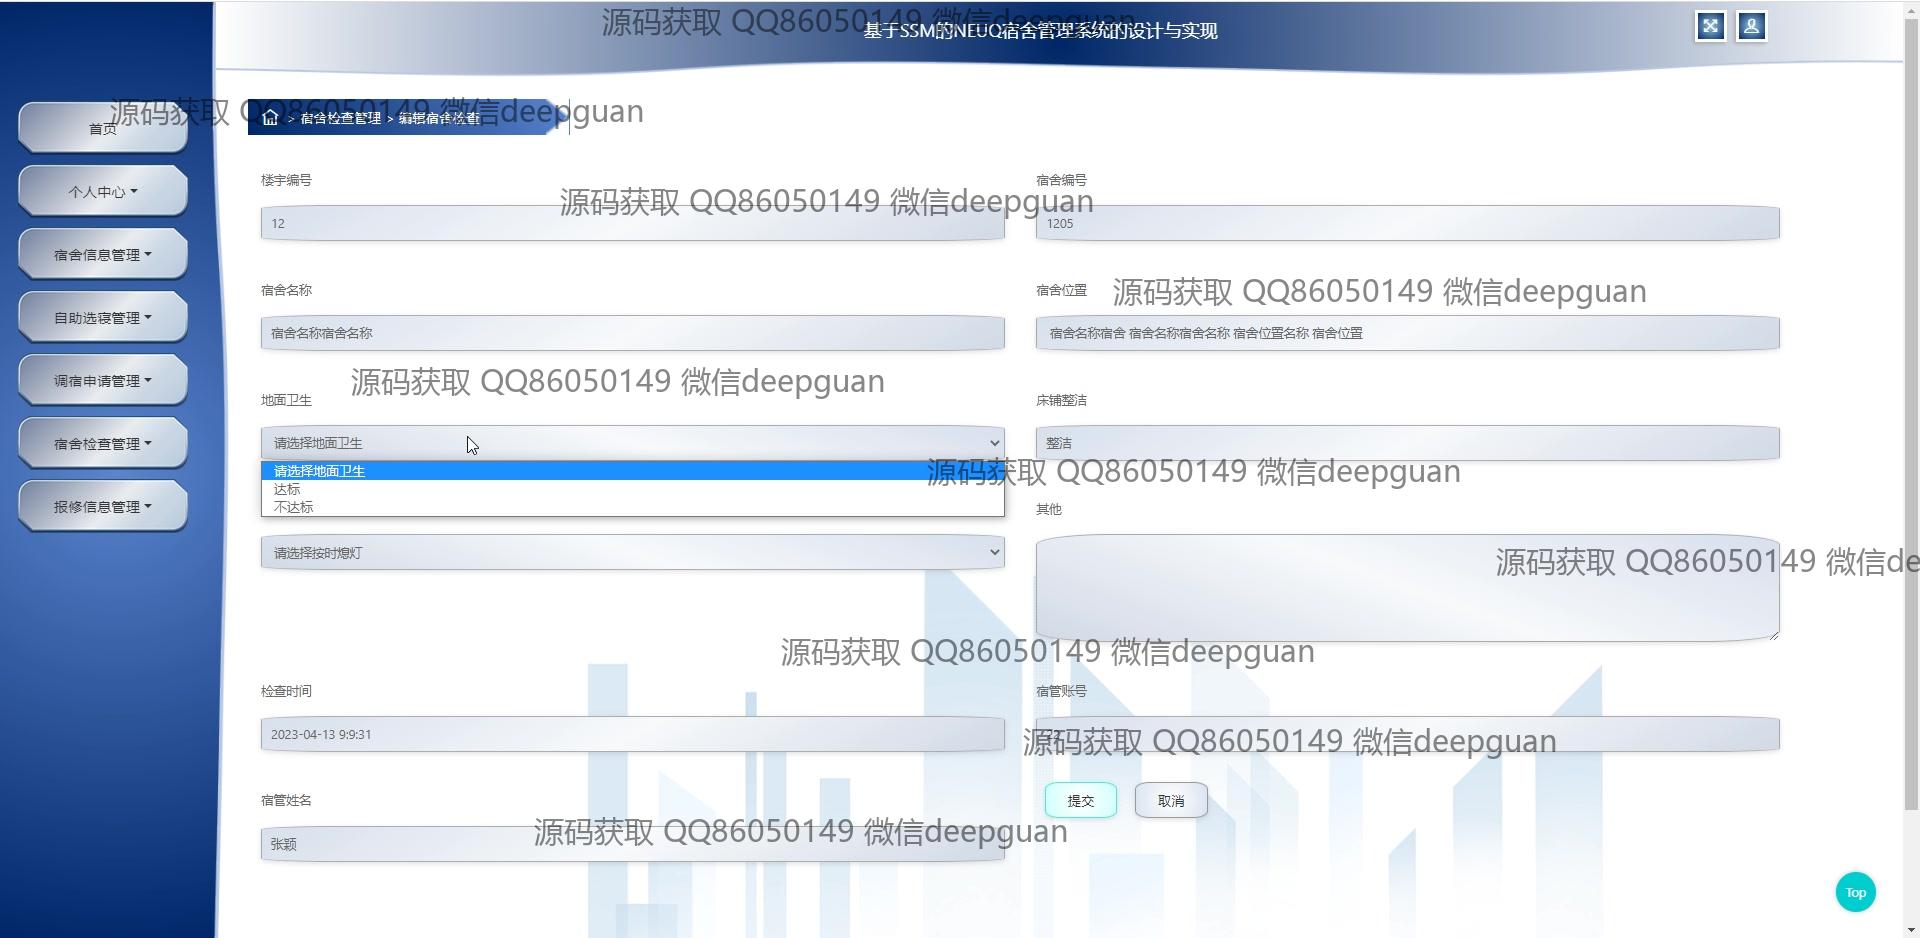 源码获取 QQ86050149 微信deepguan
基于SSM的NEUQ宿舍管理系统的设计与实现
源码获取 QQ86050149 微信deepguan
首页
> 宿舍检查管理 > 编辑宿舍检查
楼宇编号
宿舍编号
个人中心
源码获取 QQ86050149 微信deepguan
12
1205
宿舍信息管理
宿舍名称
宿舍位置
源码获取 QQ86050149 微信deepguan
自助选寝管理
宿舍名称宿舍名称
宿舍名称宿舍 宿舍名称宿舍名称 宿舍位置名称 宿舍位置
调宿申请管理
源码获取 QQ86050149 微信deepguan
地面卫生
床铺整洁
宿舍检查管理
请选择地面卫生
整洁
请选择地面卫生
源码获取 QQ86050149 微信deepguan
达标
不达标
报修信息管理
其他
请选择按时熄灯
源码获取 QQ86050149 微信de
源码获取 QQ86050149 微信deepguan
检查时间
宿管账号
2023-04-13 9:9:31
源码获取 QQ86050149 微信deepguan
宿管姓名
提交
取消
源码获取 QQ86050149 微信deepguan
张颖
Top